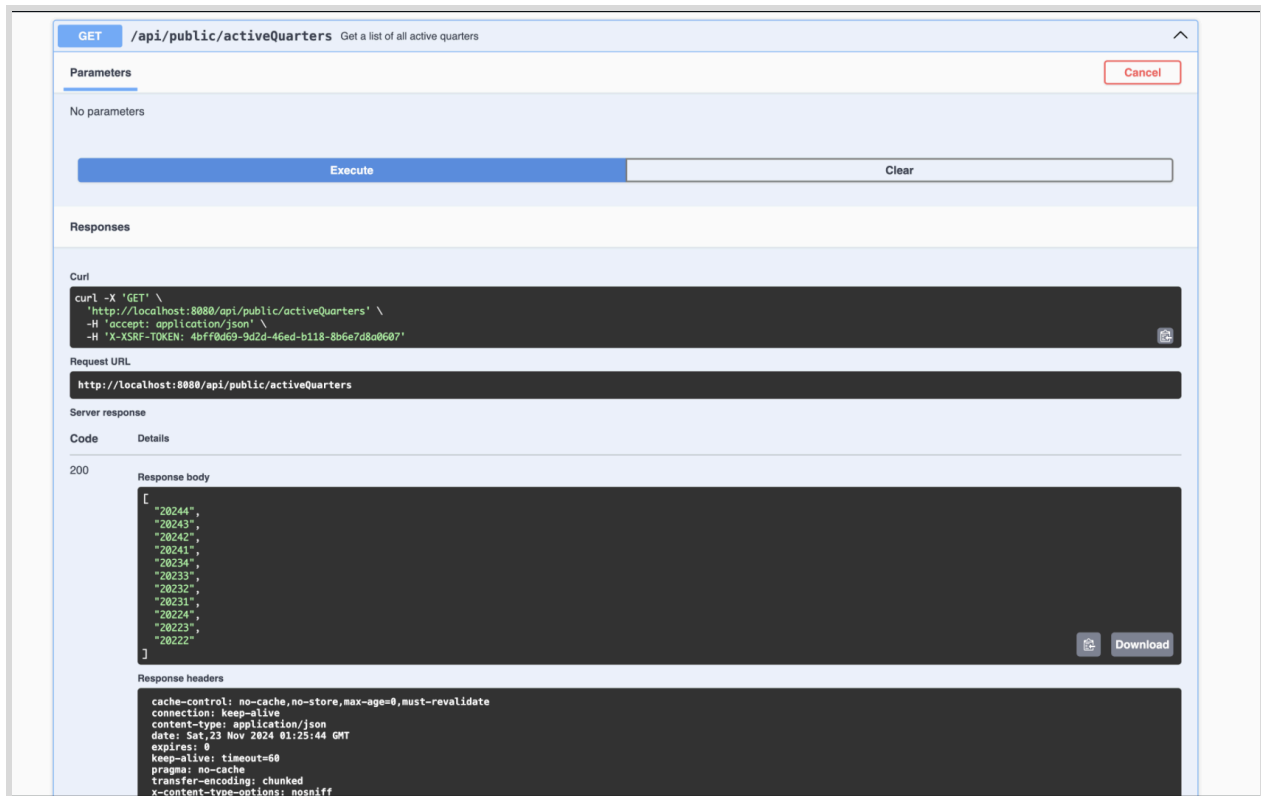 GET /api/public/activeQuarters Get a list of all active quarters
Parameters
Cancel
No parameters
Execute
Clear
Responses
Curl
curl -X 'GET' \
'http://localhost:8080/api/public/activeQuarters' \
-H 'accept: application/json' \
-H 'X-XSRF-TOKEN: 4bff0d69-9d2d-46ed-b118-8b6e7d8a0607'
Request URL
http://localhost:8080/api/public/activeQuarters
Server response
Code Details
200
Response body
[
"20244",
"20243",
"20242",
"20241",
"20234",
"20233",
"20232",
"20231",
"20224",
"20223",
"20222"
]
Download
Response headers
cache-control: no-cache,no-store,max-age=0,must-revalidate
connection: keep-alive
content-type: application/json
date: Sat,23 Nov 2024 01:25:44 GMT
expires: 0
keep-alive: timeout=60
pragma: no-cache
transfer-encoding: chunked
x-content-type-options: nosniff